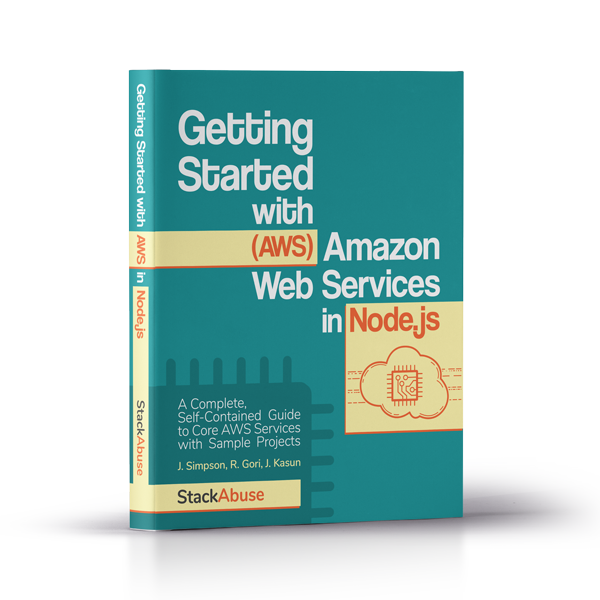 Getting Started with AWS in Node.js
StackAbuse
Getting
Started
with
(AWS) Amazon
Web Services
in Node.js
A Complete,
Self-Contained Guide
to Core AWS Services
with Sample Projects
J. Simpson, R. Gori, J. Kasun
StackAbuse